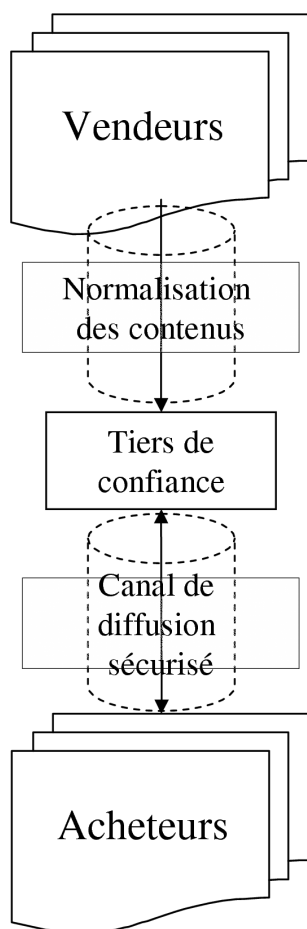 Vendeurs
Normalisation
des contenus
Tiers de
confiance
Canal de
diffusion
sécurisé
Acheteurs